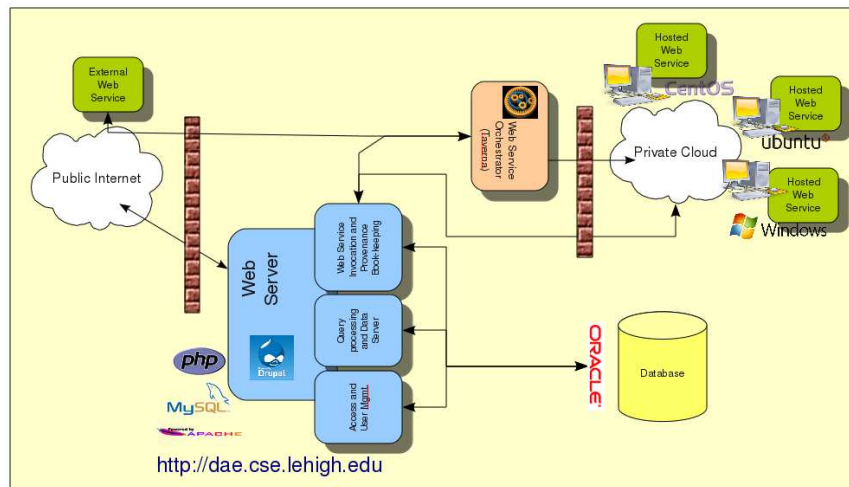 External
Web
Service
Public Internet
Web Service
Orchestrator
(Taverna)
Hosted
Web
Service
CentOS
Hosted
Web
Service
ubuntu
Private Cloud
Hosted
Web
Service
Windows
Web
Server
Web Service
Invocation and
Provenance
Book-keeping
Query
processing
and Data
Server
Access and
User Mgmt.
Drupal
php
MySQL
Powered by
APACHE
ORACLE
Database
http://dae.cse.lehigh.edu